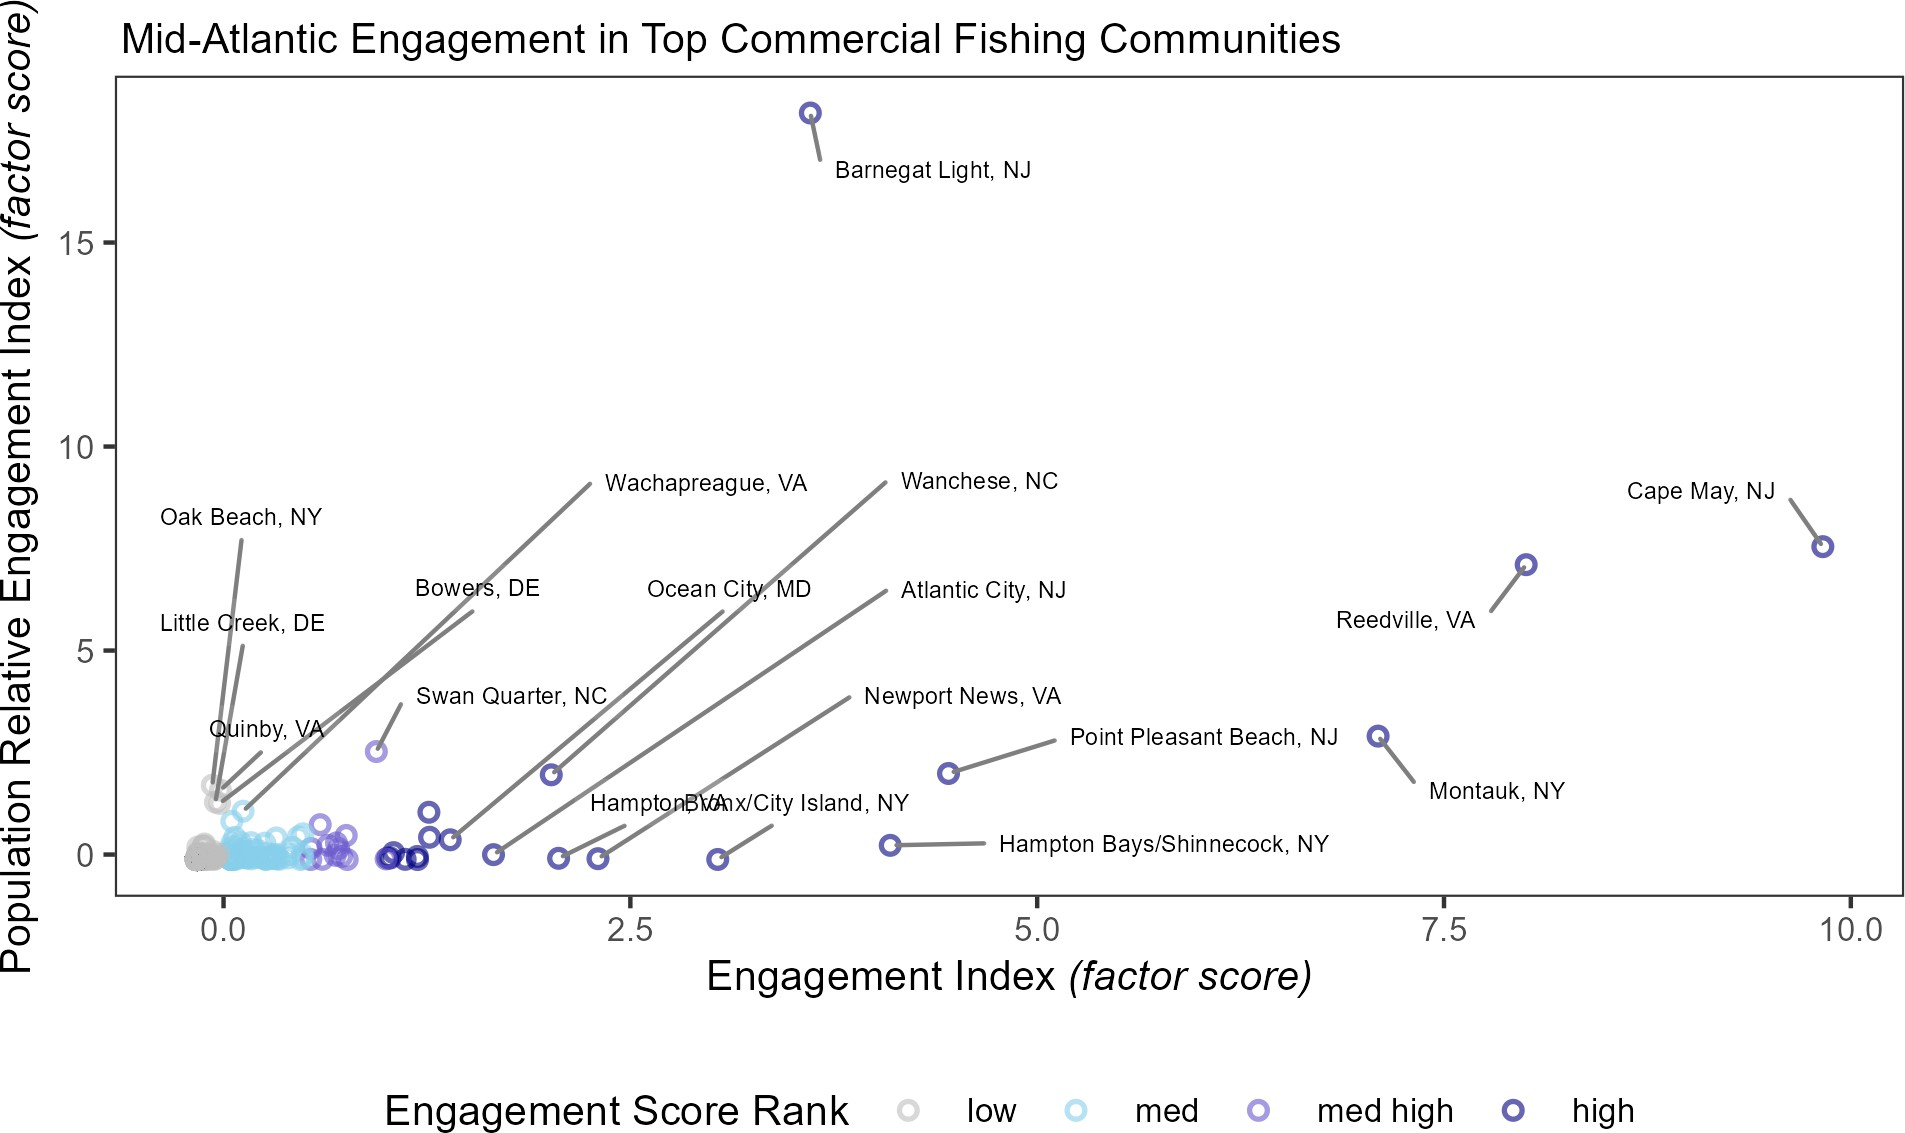 Mid-Atlantic Engagement in Top Commercial Fishing Communities
Population Relative Engagement Index (factor score)
15
10
5
0
Barnegat Light, NJ
Wachapreague, VA
Wanchese, NC
Cape May, NJ
Oak Beach, NY
Bowers, DE
Ocean City, MD
Atlantic City, NJ
Little Creek, DE
Reedville, VA
Swan Quarter, NC
Newport News, VA
Quinby, VA
Point Pleasant Beach, NJ
Montauk, NY
Hampton, VA
Bronx/City Island, NY
Hampton Bays/Shinnecock, NY
0.0
2.5
5.0
7.5
10.0
Engagement Index (factor score)
Engagement Score Rank
low
med
med high
high